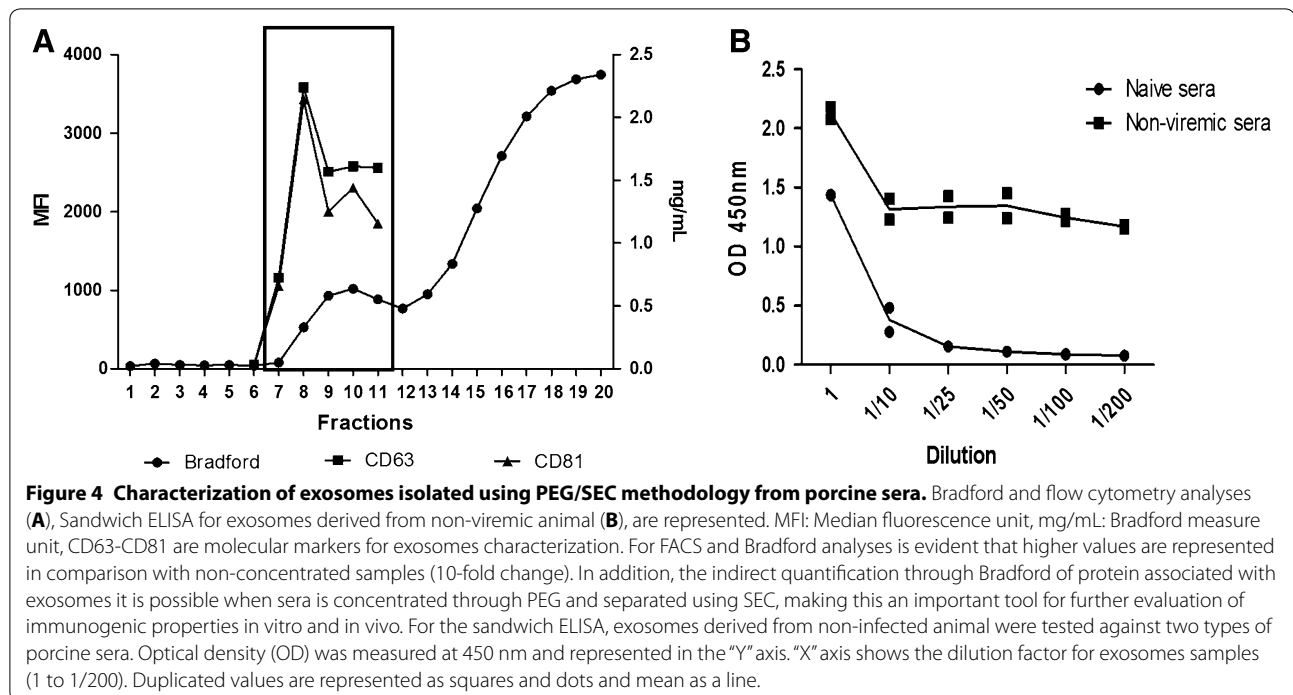 A
B
4000
3000
2000
1000
0
MFI
2.5
2.0
1.5
1.0
0.5
0.0
mg/mL
1 2 3 4 5 6 7 8 9 10 11 12 13 14 15 16 17 18 19 20
Fractions
Bradford CD63 CD81
2.5
2.0
1.5
1.0
0.5
0.0
OD 450nm
Naive sera
Non-viremic sera
1 1/10 1/25 1/50 1/100 1/200
Dilution
Figure 4 Characterization of exosomes isolated using PEG/SEC methodology from porcine sera. Bradford and flow cytometry analyses
(A), Sandwich ELISA for exosomes derived from non-viremic animal (B), are represented. MFI: Median fluorescence unit, mg/mL: Bradford measure
unit, CD63-CD81 are molecular markers for exosomes characterization. For FACS and Bradford analyses is evident that higher values are represented
in comparison with non-concentrated samples (10-fold change). In addition, the indirect quantification through Bradford of protein associated with
exosomes it is possible when sera is concentrated through PEG and separated using SEC, making this an important tool for further evaluation of
immunogenic properties in vitro and in vivo. For the sandwich ELISA, exosomes derived from non-infected animal were tested against two types of
porcine sera. Optical density (OD) was measured at 450 nm and represented in the “Y” axis. “X” axis shows the dilution factor for exosomes samples
(1 to 1/200). Duplicated values are represented as squares and dots and mean as a line.